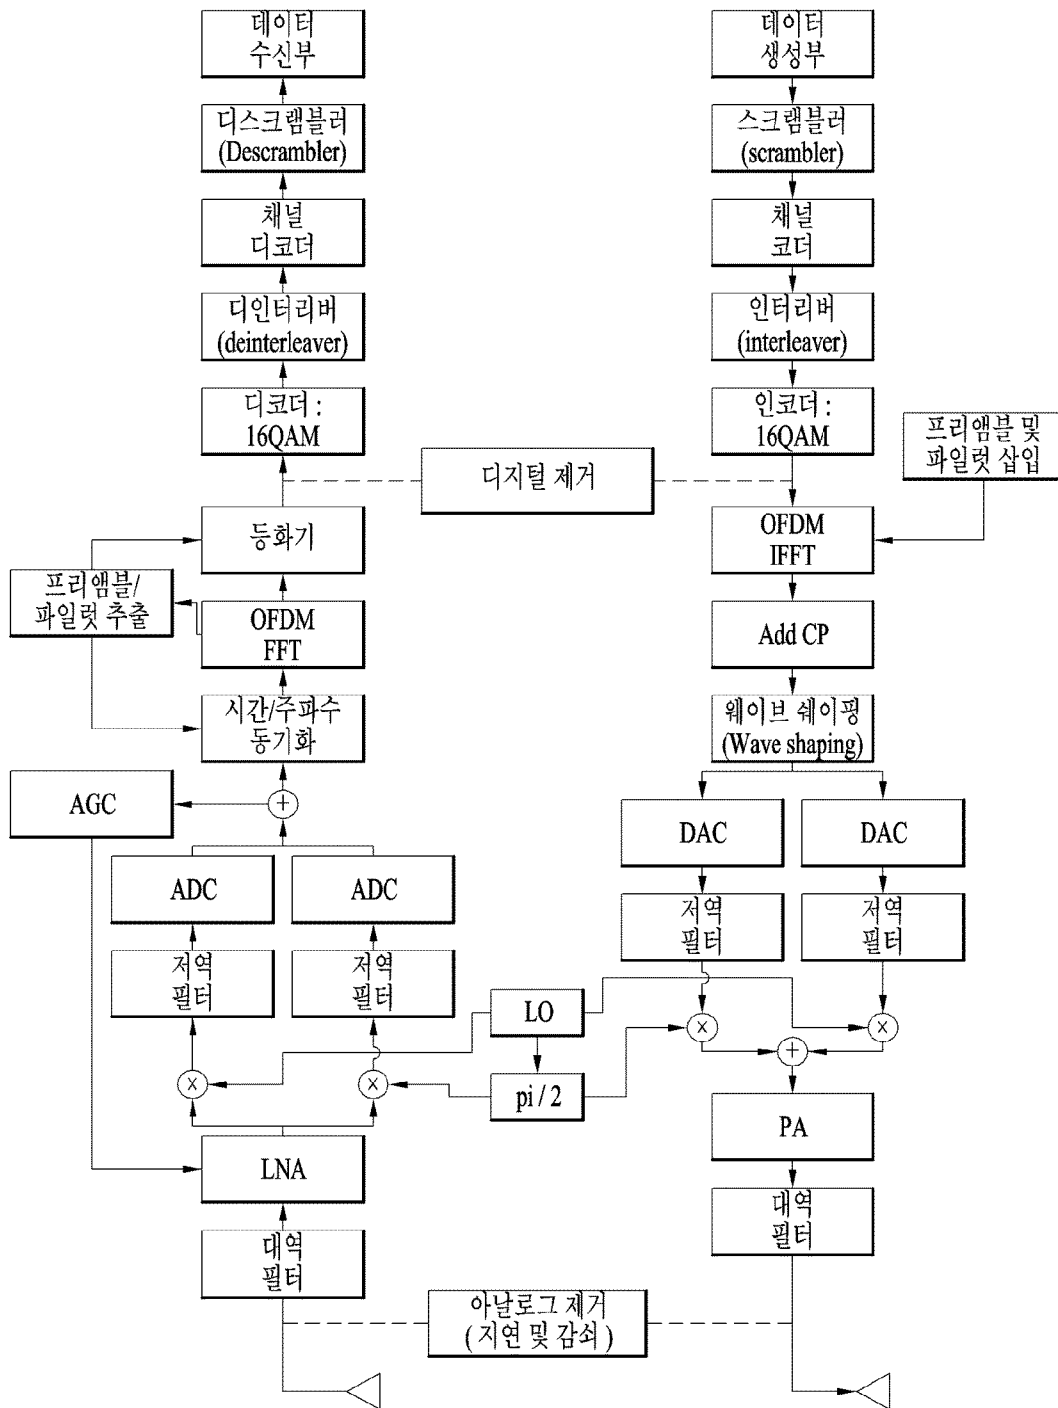 데이터
수신부
디스크램블러
(Descrambler)
채널
디코더
디인터리버
(deinterleaver)
디코더 :
16QAM
등화기
프리앰블/
파일럿 추출
OFDM
FFT
시간/주파수
동기화
AGC
+
ADC
ADC
저역
필터
저역
필터
X
X
LNA
대역
필터
디지털 제거
LO
pi / 2
아날로그 제거
( 지연 및 감쇠 )
데이터
생성부
스크램블러
(scrambler)
채널
코더
인터리버
(interleaver)
인코더 :
16QAM
프리앰블 및
파일럿 삽입
OFDM
IFFT
Add CP
웨이브 쉐이핑
(Wave shaping)
DAC
DAC
저역
필터
저역
필터
X
X
+
PA
대역
필터